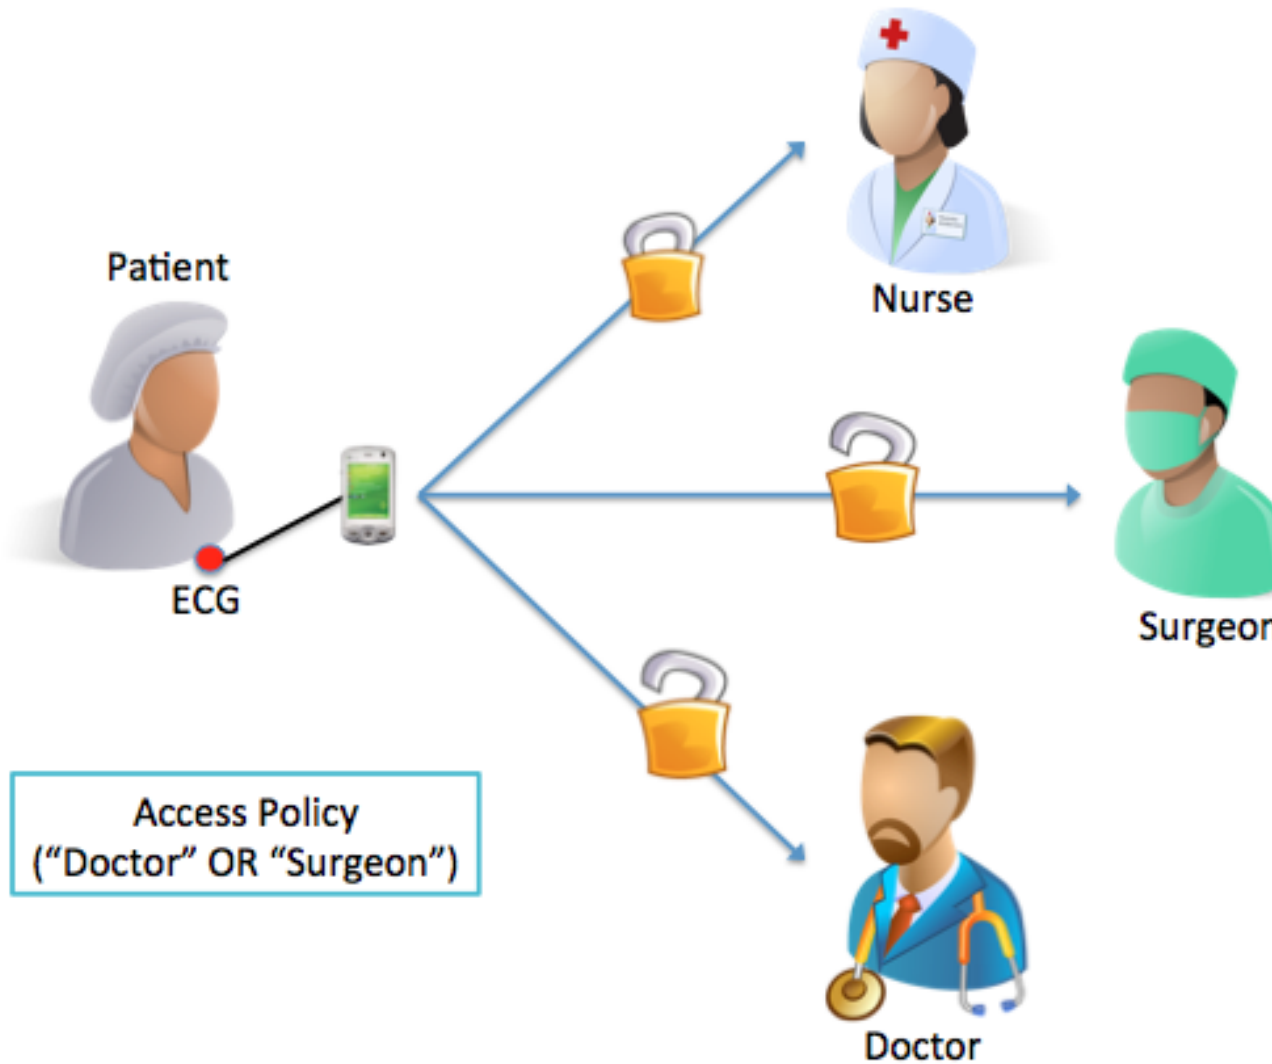 Patient
Nurse
ECG
Surgeon
Access Policy
(“Doctor” OR “Surgeon”)
Doctor